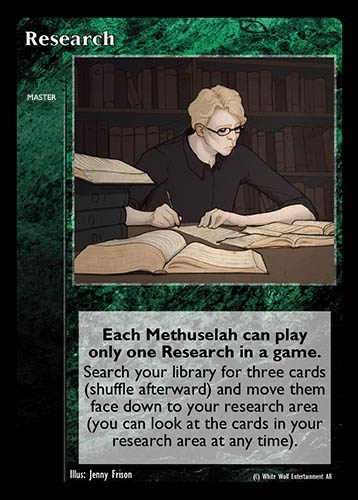 Research
MASTER
Each Methuselah can play
only one Research in a game.
Search your library for three cards
(shuffle afterward) and move them
face down to your research area
(you can look at the cards in your
research area at any time).
Illus: Jenny Frison
(C) White Wolf Entertainment AB